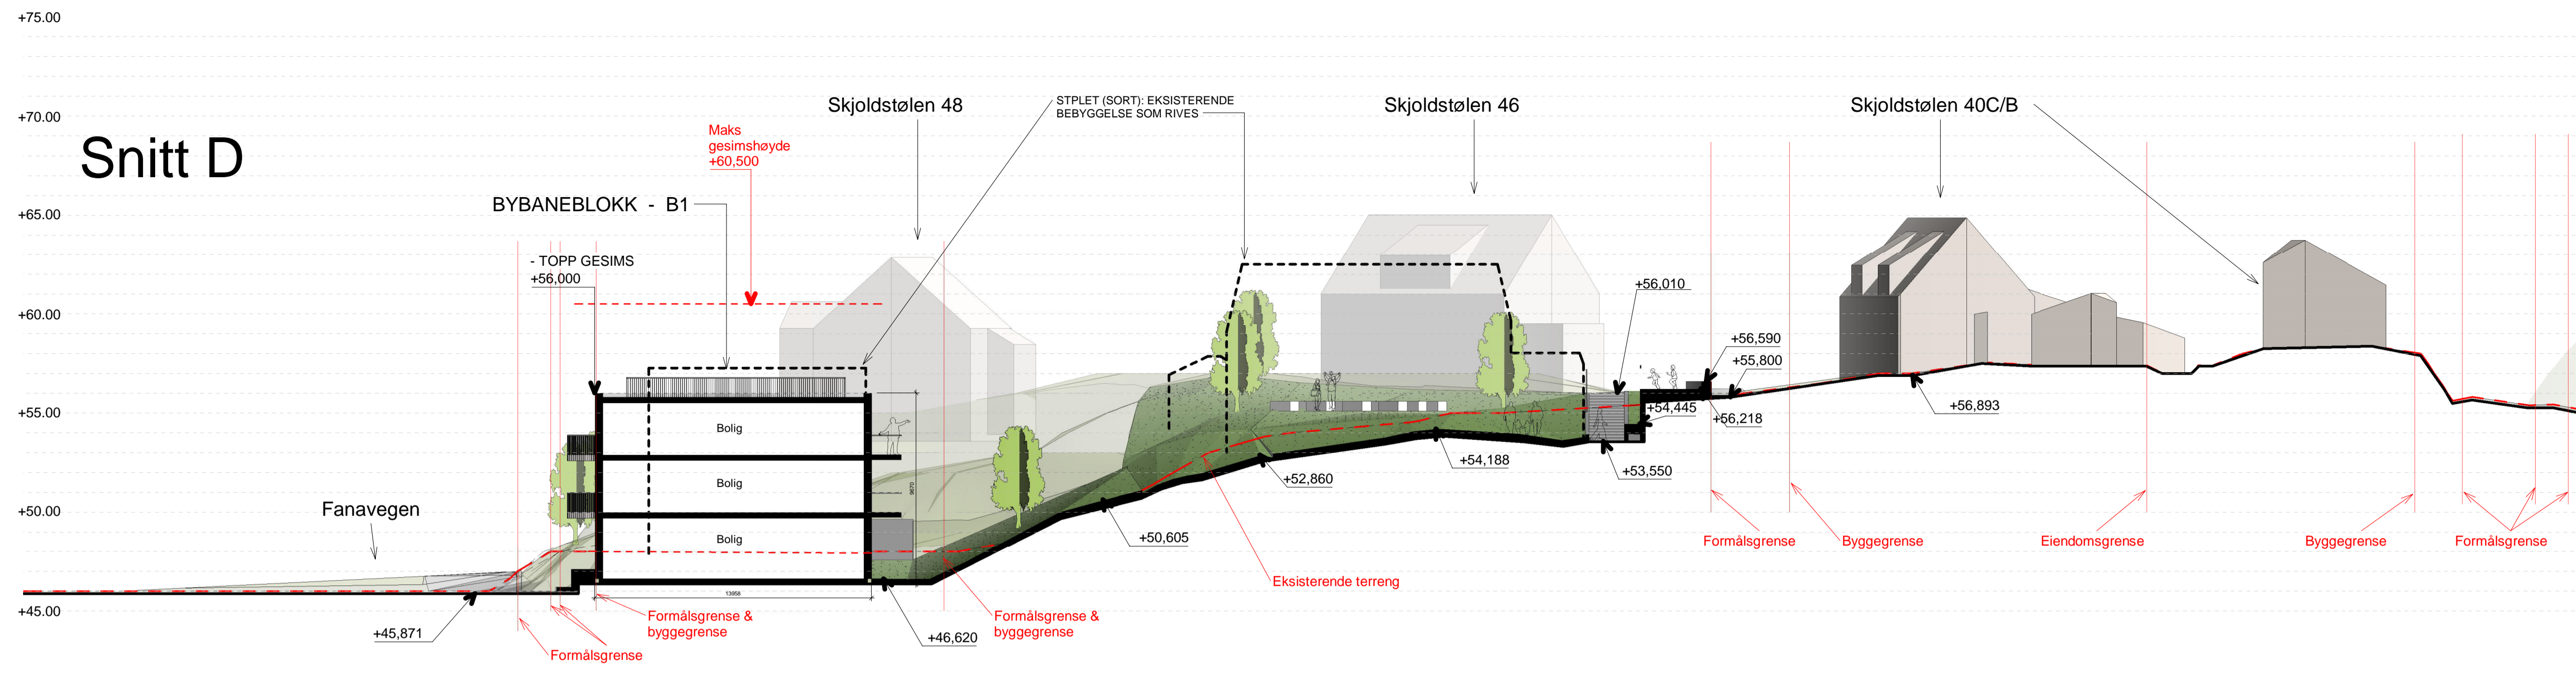 +75.00
+70.00
+65.00
+60.00
+55.00
+50.00
+45.00
Snitt D
Skjoldstølen 48
STPLET (SORT): EKSISTERENDE
BEBYGGELSE SOM RIVES
Skjoldstølen 46
Skjoldstølen 40C/B
Maks
gesimshøyde
+60,500
BYBANEBLOKK - B1
- TOPP GESIMS
+56,000
+56,010
+56,590
+55,800
+54,445
+56,218
+56,893
Bolig
Bolig
Bolig
9670
13958
Fanavegen
+54,188
+53,550
+52,860
+50,605
Formålsgrense
Byggegrense
Eiendomsgrense
Byggegrense
Formålsgrense
Eksisterende terreng
Formålsgrense &
byggegrense
Formålsgrense &
byggegrense
+45,871
+46,620
Formålsgrense